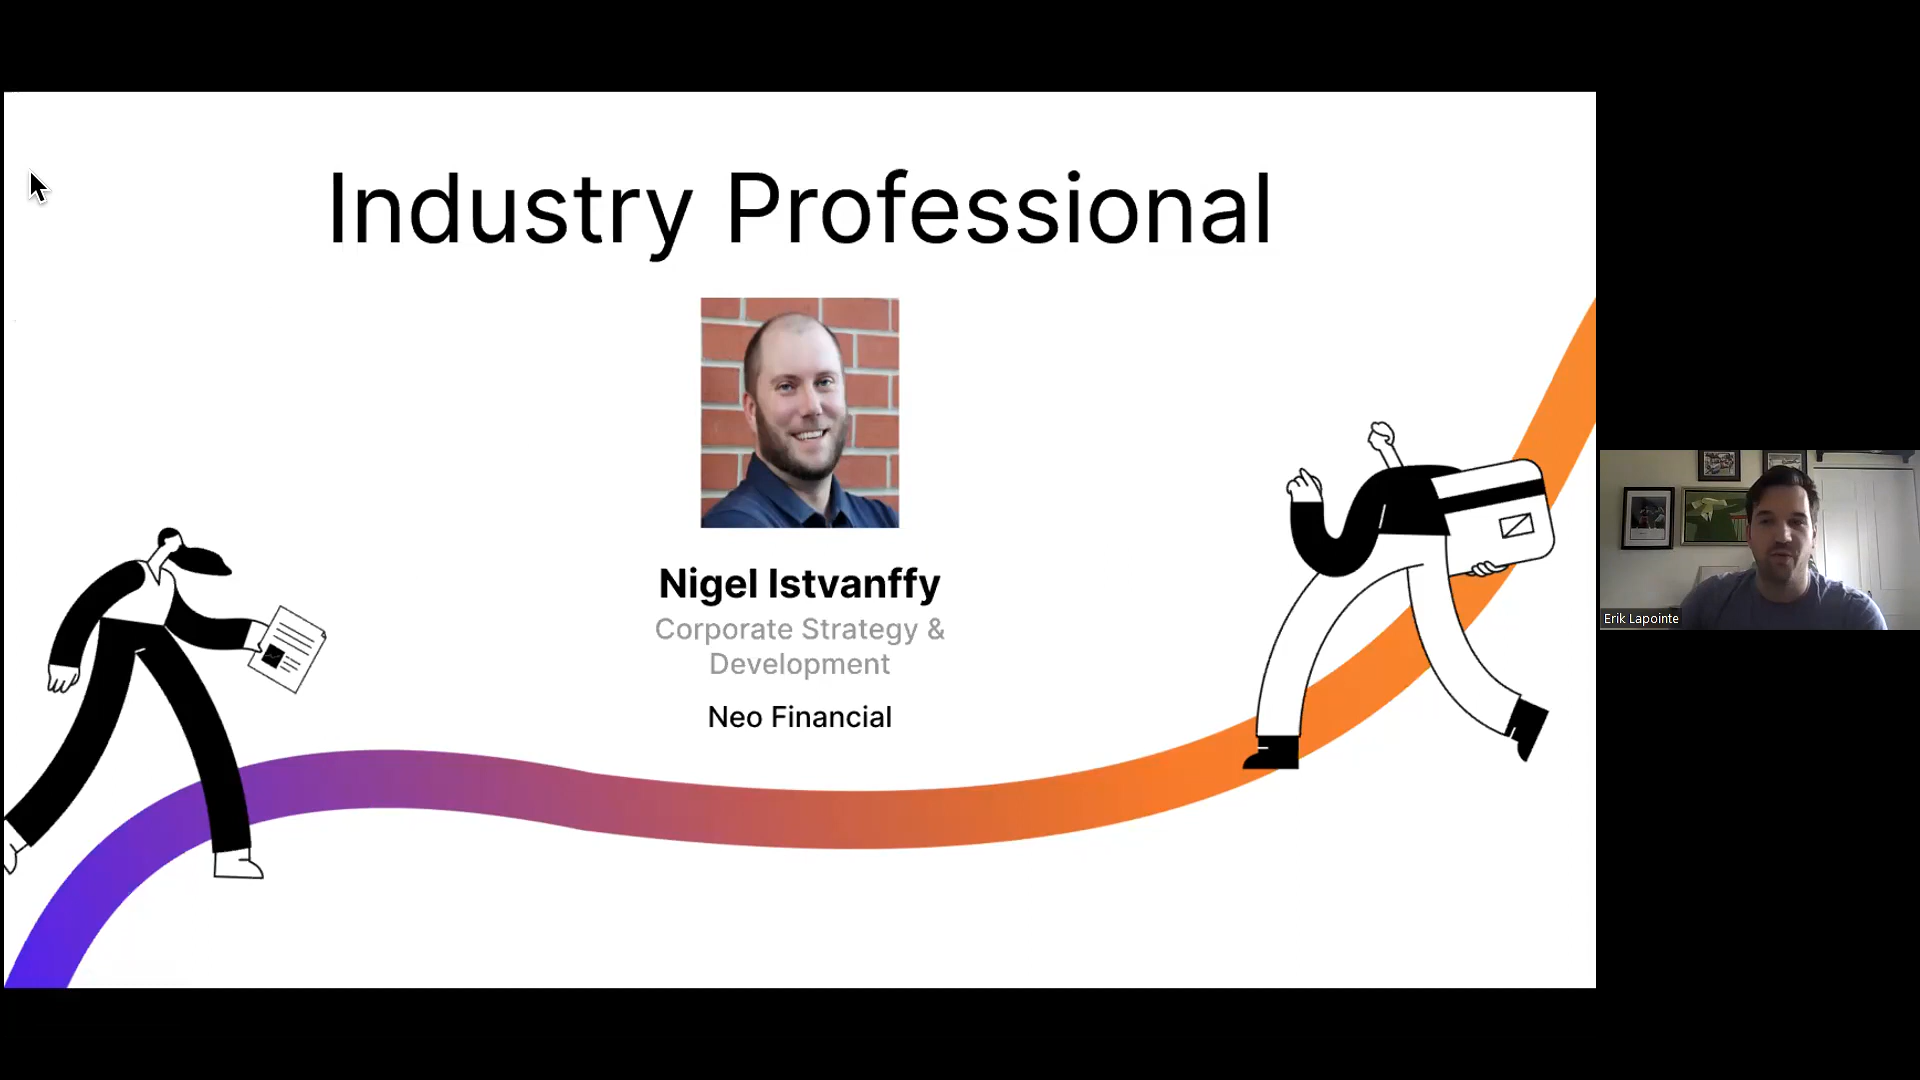 Industry Professional
Nigel Istvanffy
Corporate Strategy &
Development
Neo Financial
Erik Lapointe